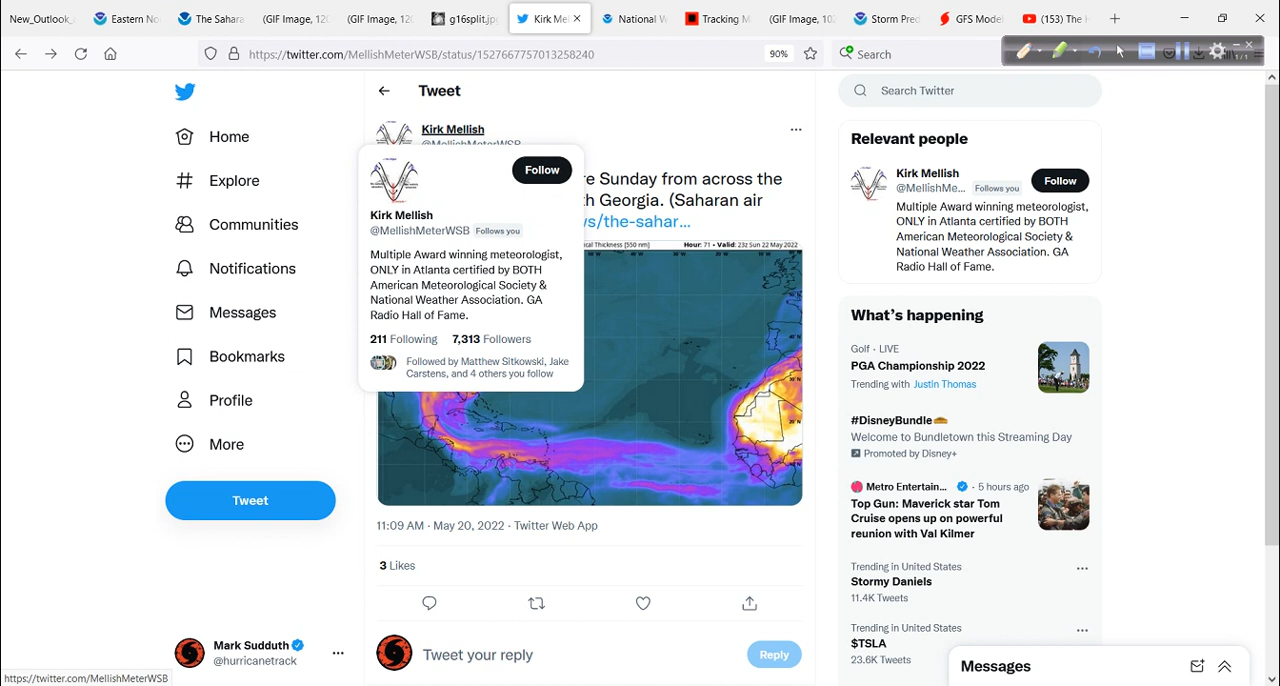 New_Outlook_
Eastern No
The Sahara
(GIF Image, 12
(GIF Image, 12
g16split.jpg
Kirk Mel
National W
Tracking M
(GIF Image, 102
Storm Pred
GFS Mode
(153) The H
https://twitter.com/MellishMeterWSB/status/1527667757013258240
90%
Search
Tweet
Search Twitter
Home
Explore
Communities
Notifications
Messages
Bookmarks
Profile
More
Tweet
Mark Sudduth
@hurricanetrack
https://twitter.com/MellishMeterWSB
Kirk Mellish
@MellishMeterWSB
re Sunday from across the
th Georgia. (Saharan air
vs/the-sahar...
cal Thickness [550 nm] Hour: 71 • Valid: 23z Sun 22 May 2022
Follow
Kirk Mellish
@MellishMeterWSB Follows you
Multiple Award winning meteorologist,
ONLY in Atlanta certified by BOTH
American Meteorological Society &
National Weather Association. GA
Radio Hall of Fame.
211 Following 7,313 Followers
Followed by Matthew Sitkowski, Jake
Carstens, and 4 others you follow
11:09 AM · May 20, 2022 · Twitter Web App
3 Likes
Tweet your reply
Reply
Relevant people
Kirk Mellish
@MellishMe... Follows you
Follow
Multiple Award winning meteorologist,
ONLY in Atlanta certified by BOTH
American Meteorological Society &
National Weather Association. GA
Radio Hall of Fame.
What's happening
Golf · LIVE
PGA Championship 2022
Trending with Justin Thomas
#DisneyBundle
Welcome to Bundletown this Streaming Day
Promoted by Disney+
Metro Entertain... · 5 hours ago
Top Gun: Maverick star Tom
Cruise opens up on powerful
reunion with Val Kilmer
Trending in United States
Stormy Daniels
11.4K Tweets
Trending in United States
$TSLA
23.6K Tweets
Messages